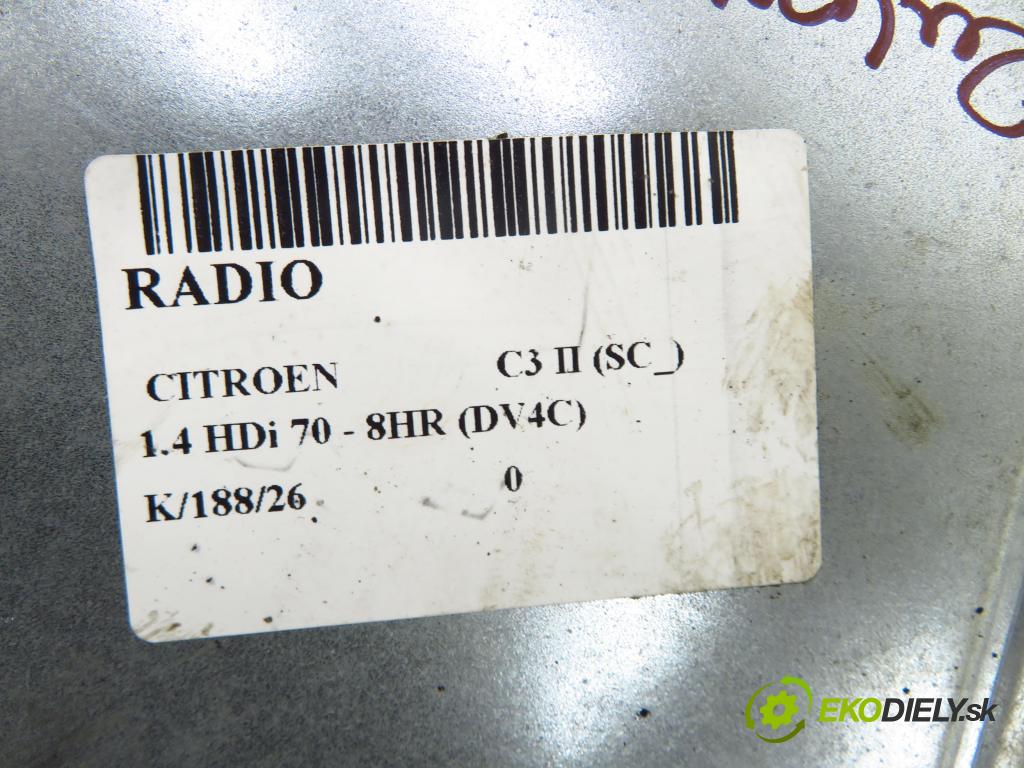 RADIO
CITROEN C3 II (SC_)
1.4 HDi 70 - 8HR (DV4C)
K/188/26 0
EKODIELY.sk